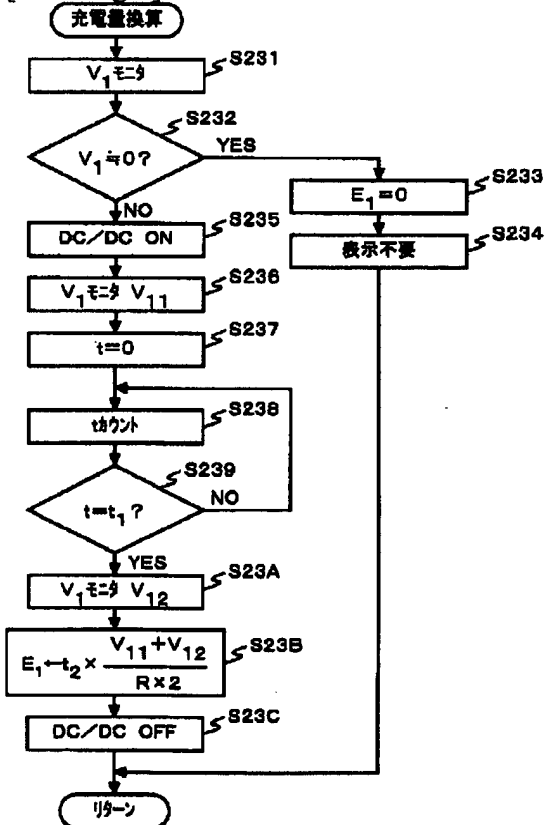 充電量換算
V1モニタ
S231
V1≒0?
S232
YES
NO
E1=0
S233
表示不要
S234
DC/DC ON
S235
V1モニタ V11
S236
t=0
S237
tカウント
S238
t=t1?
S239
NO
YES
V1モニタ V12
S23A
E1←t2× V11+V12 / R×2
S23B
DC/DC OFF
S23C
リターン